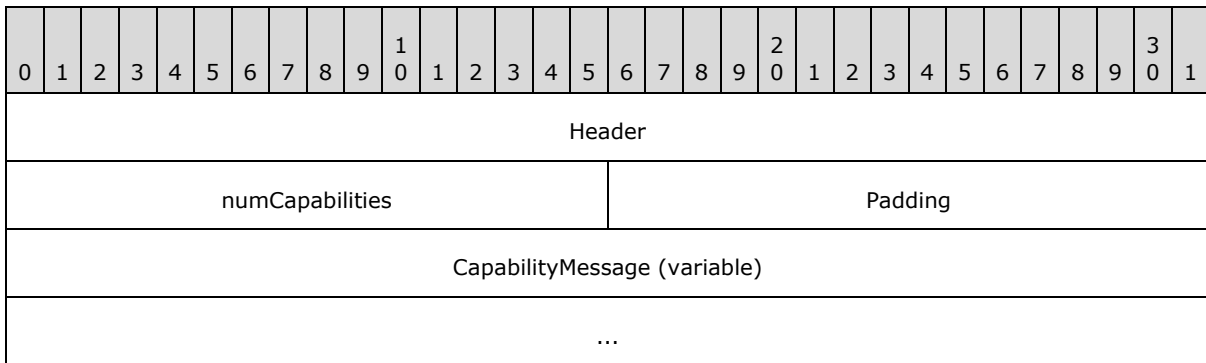 1 2 3
0 1 2 3 4 5 6 7 8 9 0 1 2 3 4 5 6 7 8 9 0 1 2 3 4 5 6 7 8 9 0 1
Header
numCapabilities Padding
CapabilityMessage (variable)
...